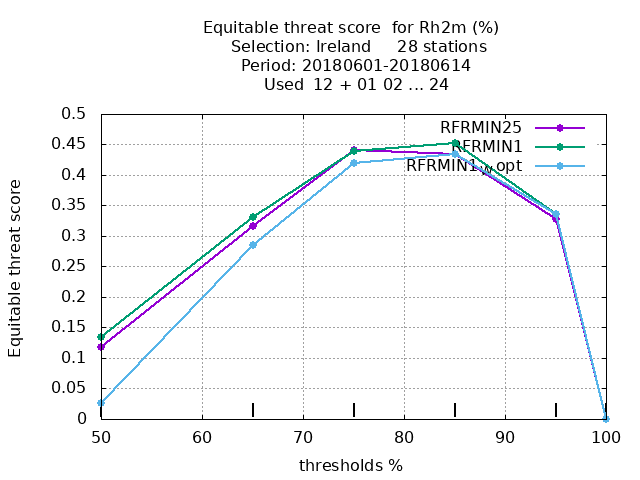 Equitable threat score  for Rh2m (%)
Selection: Ireland     28 stations
Period: 20180601-20180614
Used  12 + 01 02 ... 24
RFRMIN25
RFRMIN1
RFRMIN1wopt
Equitable threat score
0.5
0.45
0.4
0.35
0.3
0.25
0.2
0.15
0.1
0.05
0
50 60 70 80 90 100
thresholds %